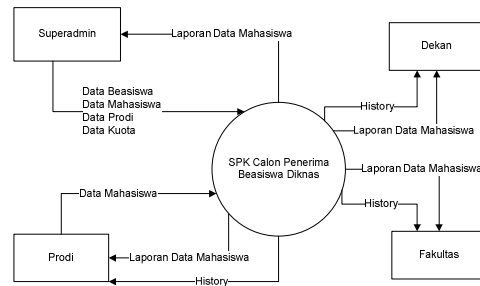 Superadmin
Laporan Data Mahasiswa
Dekan
Data Beasiswa
Data Mahasiswa
Data Prodi
Data Kuota
History
Laporan Data Mahasiswa
SPK Calon Penerima
Beasiswa Diknas
Laporan Data Mahasiswa
Data Mahasiswa
History
Prodi
Laporan Data Mahasiswa
Fakultas
History